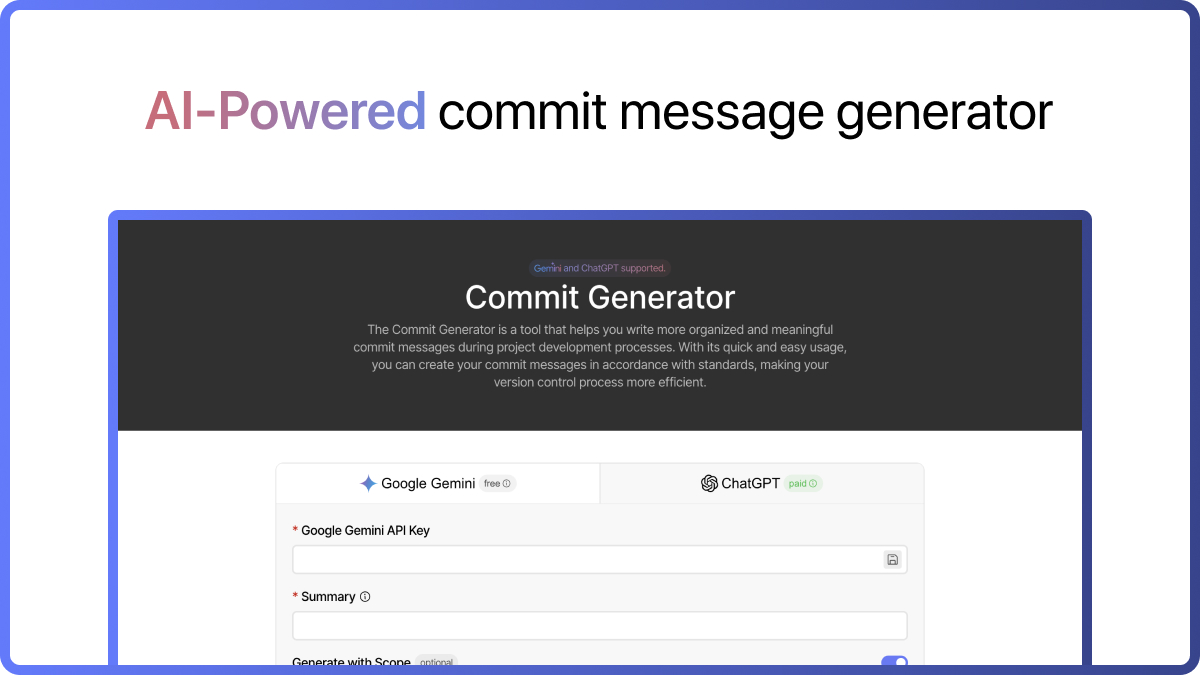 AI-Powered commit message generator
Gemini and ChatGPT supported.
Commit Generator
The Commit Generator is a tool that helps you write more organized and meaningful
commit messages during project development processes. With its quick and easy usage,
you can create your commit messages in accordance with standards, making your
version control process more efficient.
Google Gemini free
ChatGPT paid
* Google Gemini API Key
* Summary
Generate with Scope optional